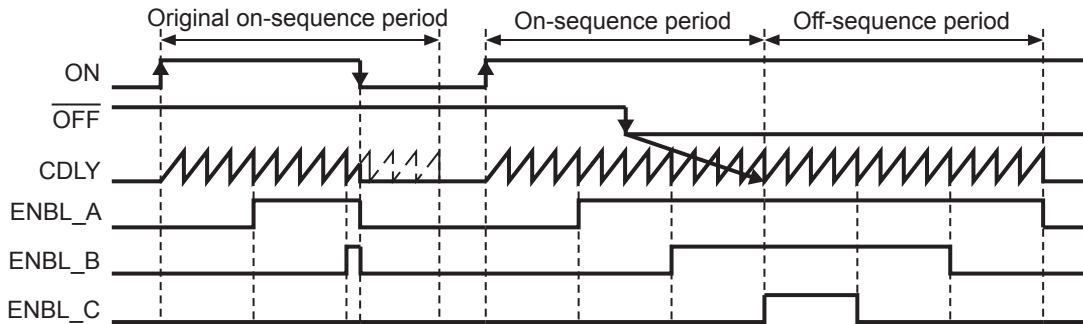 Original on-sequence period
On-sequence period
Off-sequence period
ON
OFF
CDLY
ENBL_A
ENBL_B
ENBL_C